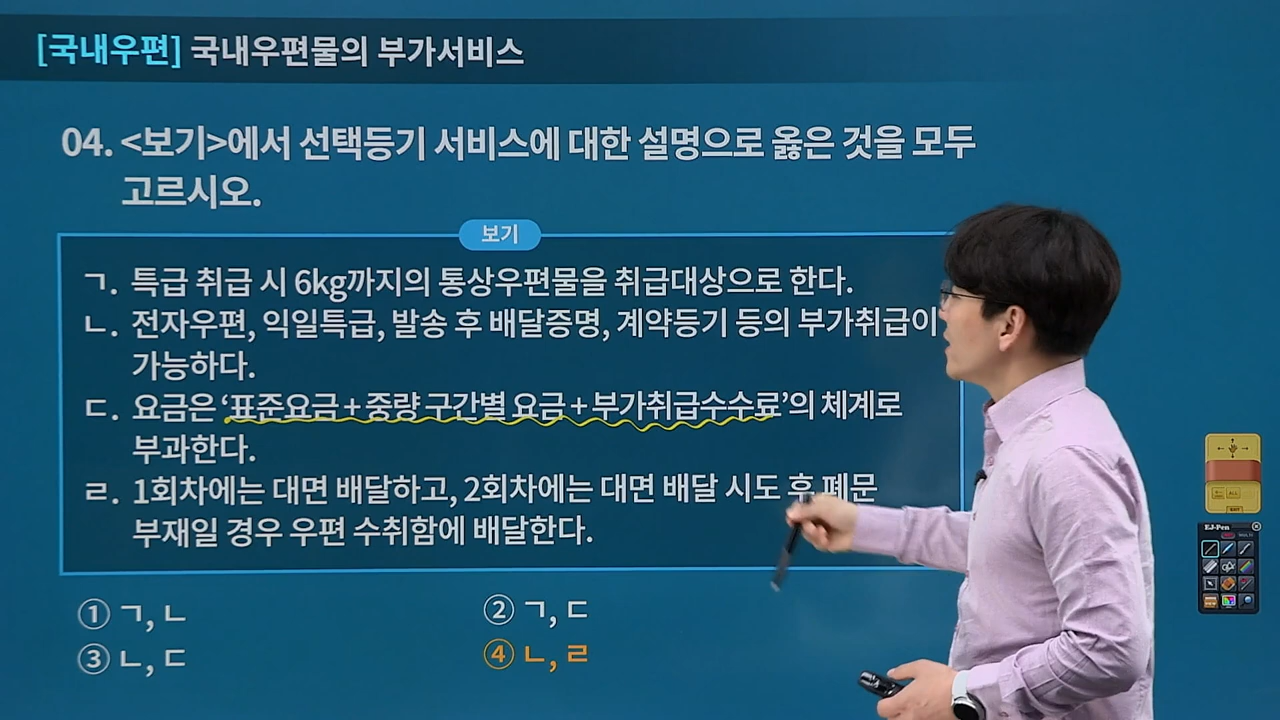 [국내우편] 국내우편물의 부가서비스
04. <보기>에서 선택등기 서비스에 대한 설명으로 옳은 것을 모두
고르시오.
보기
ㄱ. 특급 취급 시 6kg까지의 통상우편물을 취급대상으로 한다.
ㄴ. 전자우편, 익일특급, 발송 후 배달증명, 계약등기 등의 부가취급이
가능하다.
ㄷ. 요금은 ‘표준요금 + 중량 구간별 요금 + 부가취급수수료’의 체계로
부과한다.
ㄹ. 1회차에는 대면 배달하고, 2회차에는 대면 배달 시도 후 폐문
부재일 경우 우편 수취함에 배달한다.
① ㄱ, ㄴ
② ㄱ, ㄷ
③ ㄴ, ㄷ
④ ㄴ, ㄹ
EJ-Pen